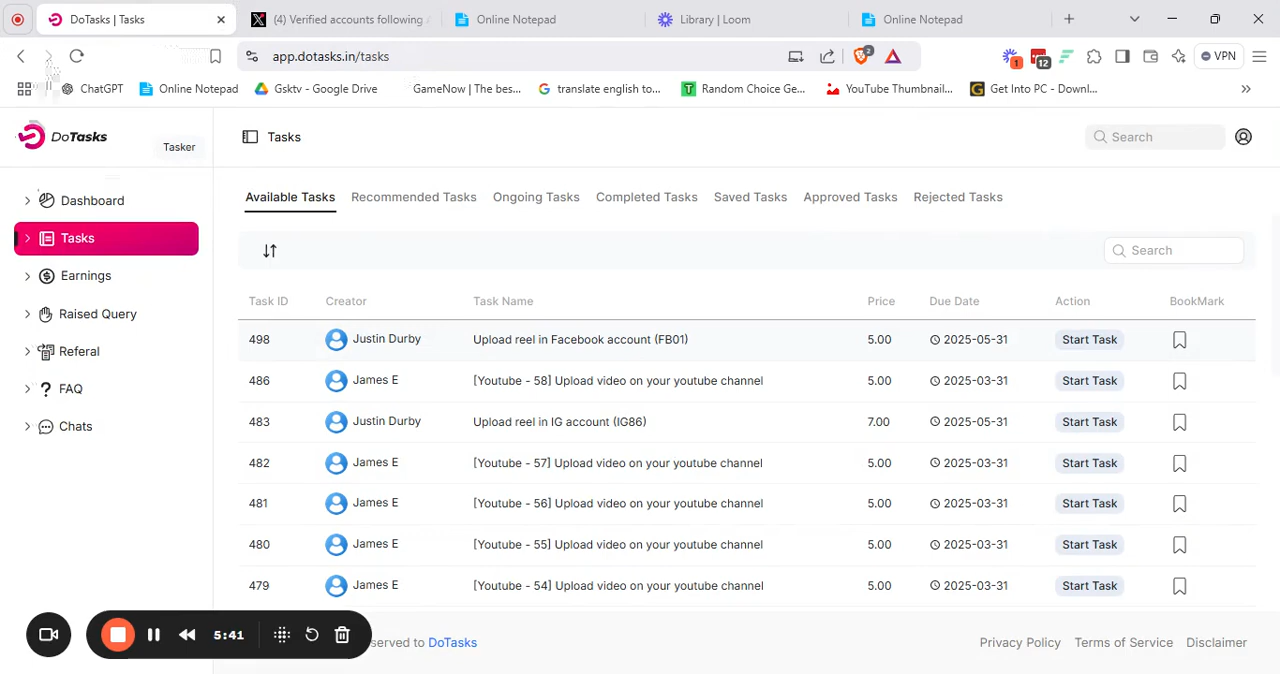 DoTasks | Tasks
(4) Verified accounts following
Online Notepad
Library | Loom
Online Notepad
app.dotasks.in/tasks
2
1
12
VPN
ChatGPT
Online Notepad
Gsktv - Google Drive
GameNow | The bes...
translate english to...
Random Choice Ge...
YouTube Thumbnail...
Get Into PC - Downl...
DoTasks
Tasker
Tasks
Search
Dashboard
Tasks
Earnings
Raised Query
Referal
FAQ
Chats
Available Tasks Recommended Tasks Ongoing Tasks Completed Tasks Saved Tasks Approved Tasks Rejected Tasks
Search
Task ID Creator Task Name Price Due Date Action BookMark
498 Justin Durby Upload reel in Facebook account (FB01) 5.00 2025-05-31 Start Task
486 James E [Youtube - 58] Upload video on your youtube channel 5.00 2025-03-31 Start Task
483 Justin Durby Upload reel in IG account (IG86) 7.00 2025-05-31 Start Task
482 James E [Youtube - 57] Upload video on your youtube channel 5.00 2025-03-31 Start Task
481 James E [Youtube - 56] Upload video on your youtube channel 5.00 2025-03-31 Start Task
480 James E [Youtube - 55] Upload video on your youtube channel 5.00 2025-03-31 Start Task
479 James E [Youtube - 54] Upload video on your youtube channel 5.00 2025-03-31 Start Task
5:41
served to DoTasks
Privacy Policy Terms of Service Disclaimer